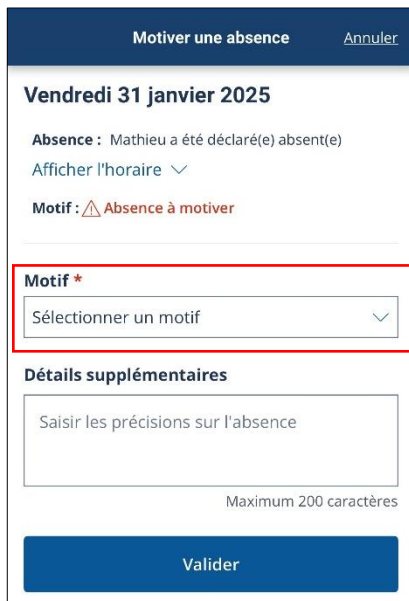 Motiver une absence Annuler
Vendredi 31 janvier 2025
Absence : Mathieu a été déclaré(e) absent(e)
Afficher l'horaire
Motif : Absence à motiver
Motif *
Sélectionner un motif
Détails supplémentaires
Saisir les précisions sur l'absence
Maximum 200 caractères
Valider